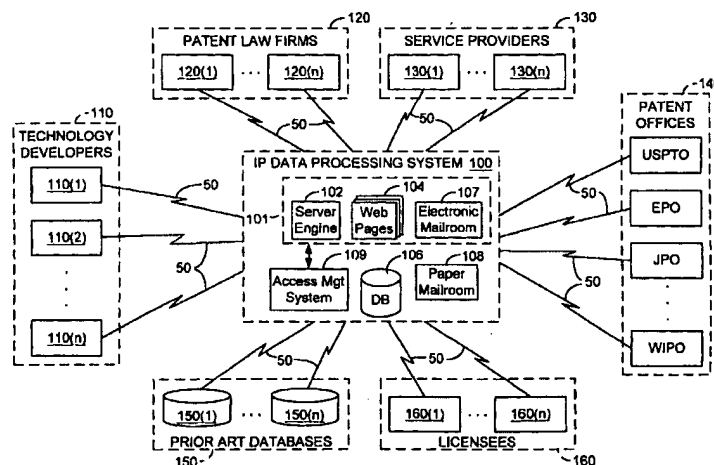 120
130
PATENT LAW FIRMS
120(1) ... 120(n)
SERVICE PROVIDERS
130(1) ... 130(n)
14
PATENT OFFICES
USPTO
EPO
JPO
WIPO
50
50
110
TECHNOLOGY DEVELOPERS
110(1)
110(2)
110(n)
50
50
50
50
IP DATA PROCESSING SYSTEM 100
101
102
104
107
Server Engine
Web Pages
Electronic Mailroom
109
106
108
Access Mgt System
DB
Paper Mailroom
50
50
150(1) ... 150(n)
PRIOR ART DATABASES
150
160(1) ... 160(n)
LICENSEES
160